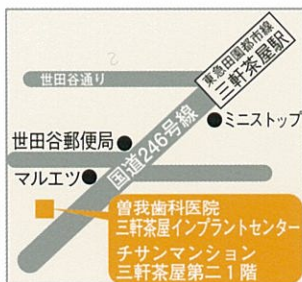 東急田園都市線
三軒茶屋駅
世田谷通り
ミニストップ
世田谷郵便局
国道246号線
マルエツ
曽我歯科医院
三軒茶屋インプラントセンター
チサンマンション
三軒茶屋第二1階